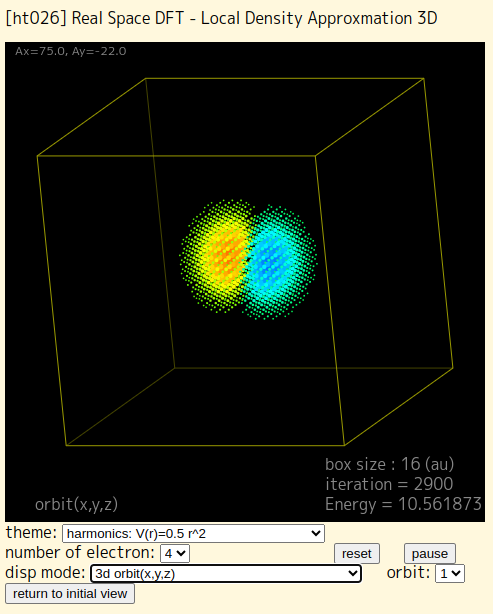 [ht026] Real Space DFT - Local Density Approxmation 3D
Ax=75.0, Ay=-22.0
box size : 16 (au)
iteration = 2900
orbit(x,y,z)
Energy = 10.561873
theme: harmonics: V(r)=0.5 r^2
number of electron: 4 reset pause
disp mode: 3d orbit(x,y,z) orbit: 1
return to initial view